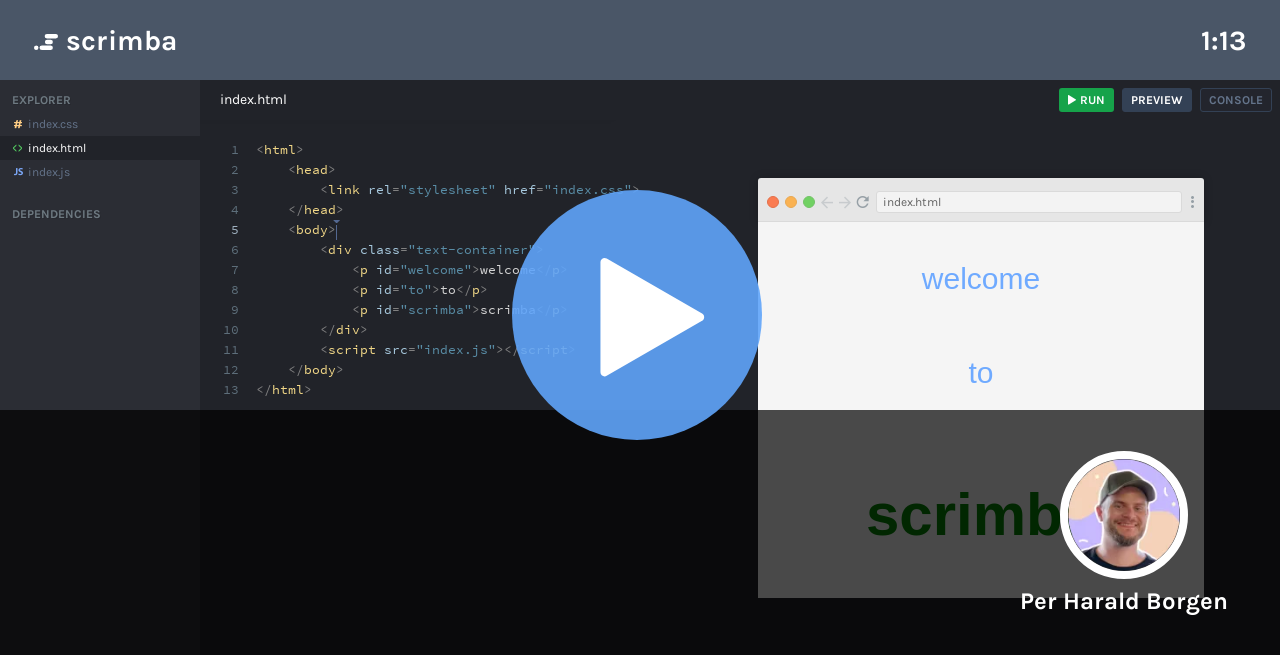 scrimba
1:13
EXPLORER
# index.css
<> index.html
JS index.js
DEPENDENCIES
index.html
RUN
PREVIEW
CONSOLE
1 <html>
2 <head>
3 <link rel="stylesheet" href="index.css">
4 </head>
5 <body>
6 <div class="text-container">
7 <p id="welcome">welcome</p>
8 <p id="to">to</p>
9 <p id="scrimba">scrimba</p>
10 </div>
11 <script src="index.js"></script>
12 </body>
13 </html>
index.html
welcome
to
scrimb
Per Harald Borgen